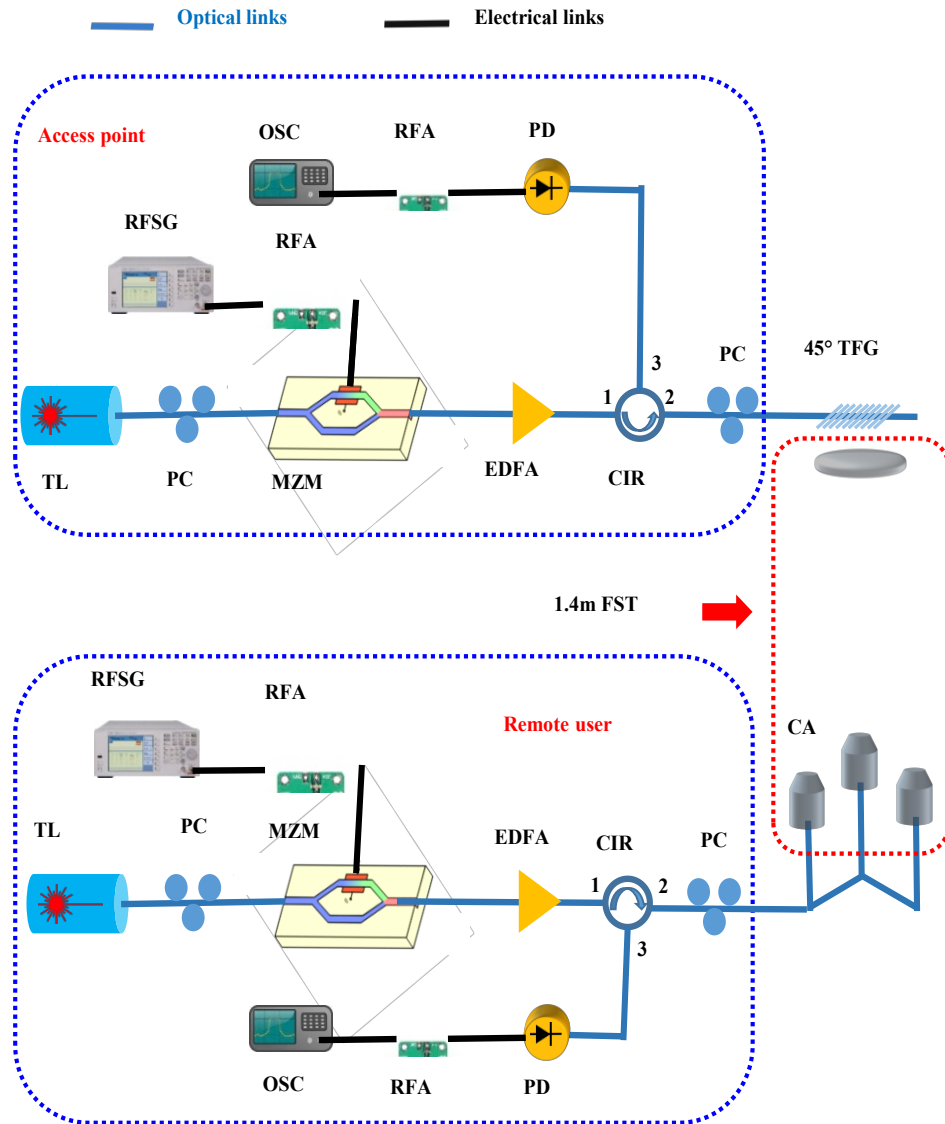 Optical links
Electrical links
Access point
OSC
RFA
PD
RFSG
RFA
3
PC
45° TFG
1
2
TL
PC
MZM
EDFA
CIR
1.4m FST
RFSG
RFA
Remote user
CA
TL
PC
MZM
EDFA
CIR
PC
1
2
3
OSC
RFA
PD